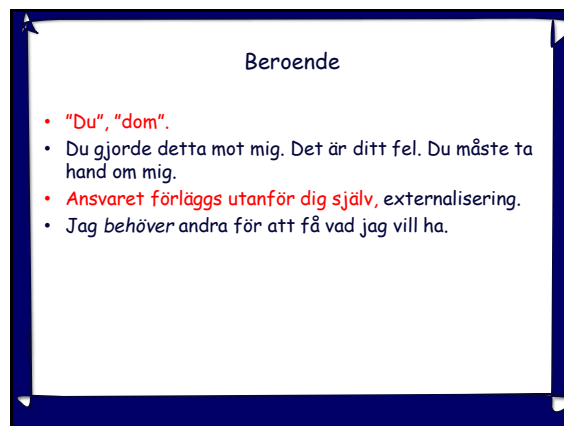 Beroende
• ”Du”, ”dom”.
• Du gjorde detta mot mig. Det är ditt fel. Du måste ta
hand om mig.
• Ansvaret förläggs utanför dig själv, externalisering.
• Jag behöver andra för att få vad jag vill ha.